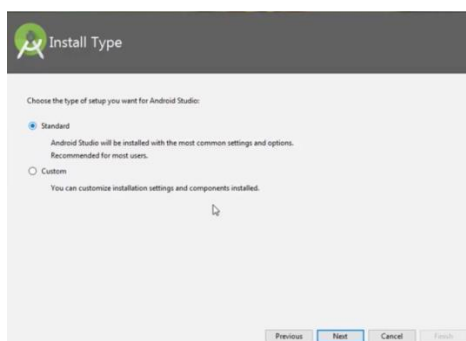 Install Type
Choose the type of setup you want for Android Studio:
Standard
Android Studio will be installed with the most common settings and options.
Recommended for most users.
Custom
You can customize installation settings and components installed.
Previous Next Cancel Finish